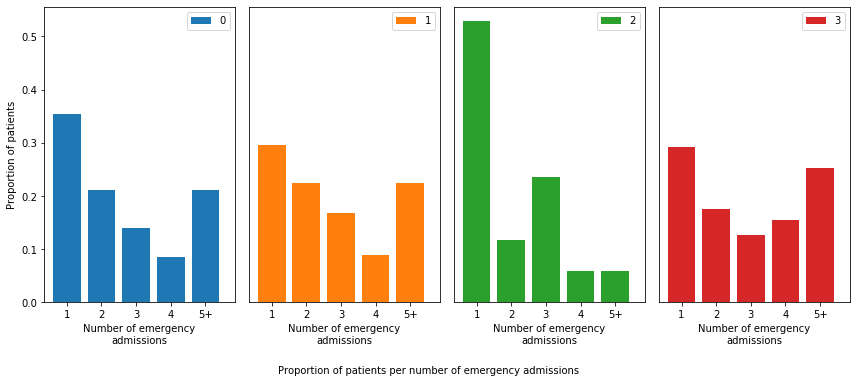 0
1
2
3
Proportion of patients
0.5
0.4
0.3
0.2
0.1
0.0
1 2 3 4 5+
1 2 3 4 5+
1 2 3 4 5+
1 2 3 4 5+
Number of emergency
admissions
Number of emergency
admissions
Number of emergency
admissions
Number of emergency
admissions
Proportion of patients per number of emergency admissions